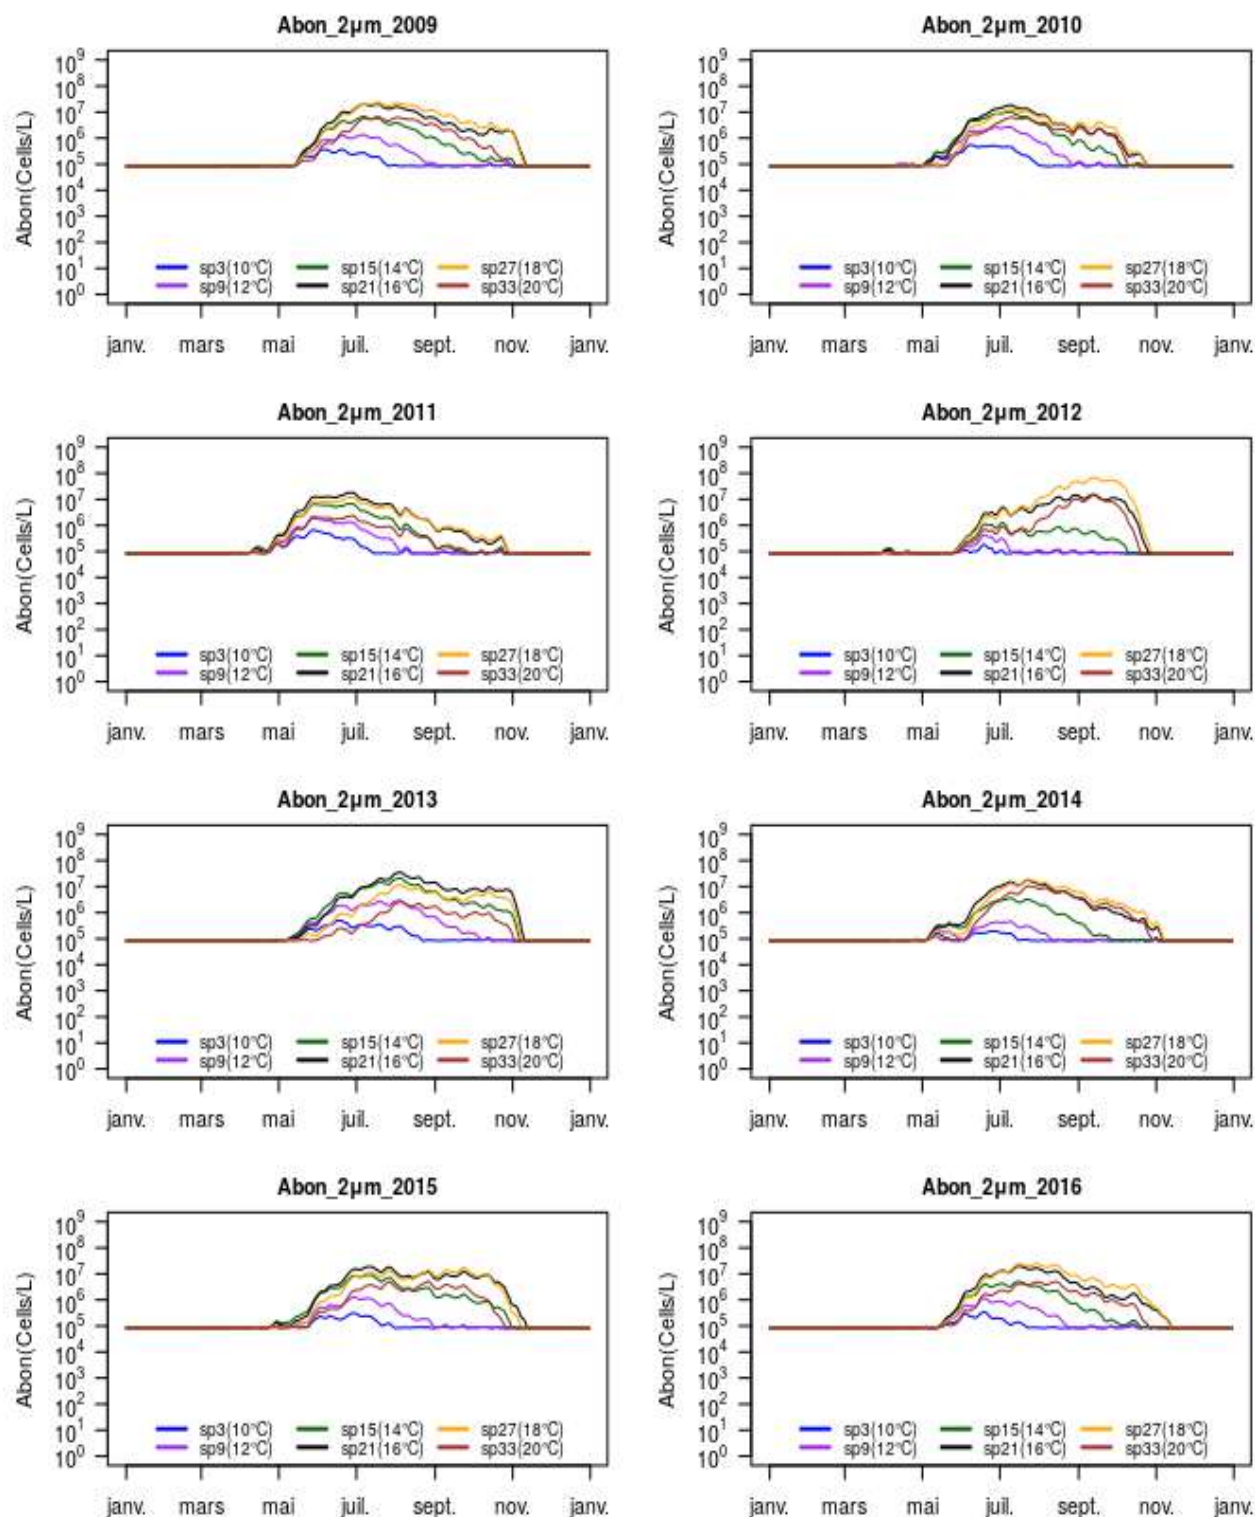 Abon_2µm_2009
Abon(Cells/L)
10⁹
10⁸
10⁷
10⁶
10⁵
10⁴
10³
10²
10¹
10⁰
sp3(10°C) sp15(14°C) sp27(18°C)
sp9(12°C) sp21(16°C) sp33(20°C)
janv. mars mai juil. sept. nov. janv.
Abon_2µm_2010
Abon(Cells/L)
10⁹
10⁸
10⁷
10⁶
10⁵
10⁴
10³
10²
10¹
10⁰
sp3(10°C) sp15(14°C) sp27(18°C)
sp9(12°C) sp21(16°C) sp33(20°C)
janv. mars mai juil. sept. nov. janv.
Abon_2µm_2011
Abon(Cells/L)
10⁹
10⁸
10⁷
10⁶
10⁵
10⁴
10³
10²
10¹
10⁰
sp3(10°C) sp15(14°C) sp27(18°C)
sp9(12°C) sp21(16°C) sp33(20°C)
janv. mars mai juil. sept. nov. janv.
Abon_2µm_2012
Abon(Cells/L)
10⁹
10⁸
10⁷
10⁶
10⁵
10⁴
10³
10²
10¹
10⁰
sp3(10°C) sp15(14°C) sp27(18°C)
sp9(12°C) sp21(16°C) sp33(20°C)
janv. mars mai juil. sept. nov. janv.
Abon_2µm_2013
Abon(Cells/L)
10⁹
10⁸
10⁷
10⁶
10⁵
10⁴
10³
10²
10¹
10⁰
sp3(10°C) sp15(14°C) sp27(18°C)
sp9(12°C) sp21(16°C) sp33(20°C)
janv. mars mai juil. sept. nov. janv.
Abon_2µm_2014
Abon(Cells/L)
10⁹
10⁸
10⁷
10⁶
10⁵
10⁴
10³
10²
10¹
10⁰
sp3(10°C) sp15(14°C) sp27(18°C)
sp9(12°C) sp21(16°C) sp33(20°C)
janv. mars mai juil. sept. nov. janv.
Abon_2µm_2015
Abon(Cells/L)
10⁹
10⁸
10⁷
10⁶
10⁵
10⁴
10³
10²
10¹
10⁰
sp3(10°C) sp15(14°C) sp27(18°C)
sp9(12°C) sp21(16°C) sp33(20°C)
janv. mars mai juil. sept. nov. janv.
Abon_2µm_2016
Abon(Cells/L)
10⁹
10⁸
10⁷
10⁶
10⁵
10⁴
10³
10²
10¹
10⁰
sp3(10°C) sp15(14°C) sp27(18°C)
sp9(12°C) sp21(16°C) sp33(20°C)
janv. mars mai juil. sept. nov. janv.